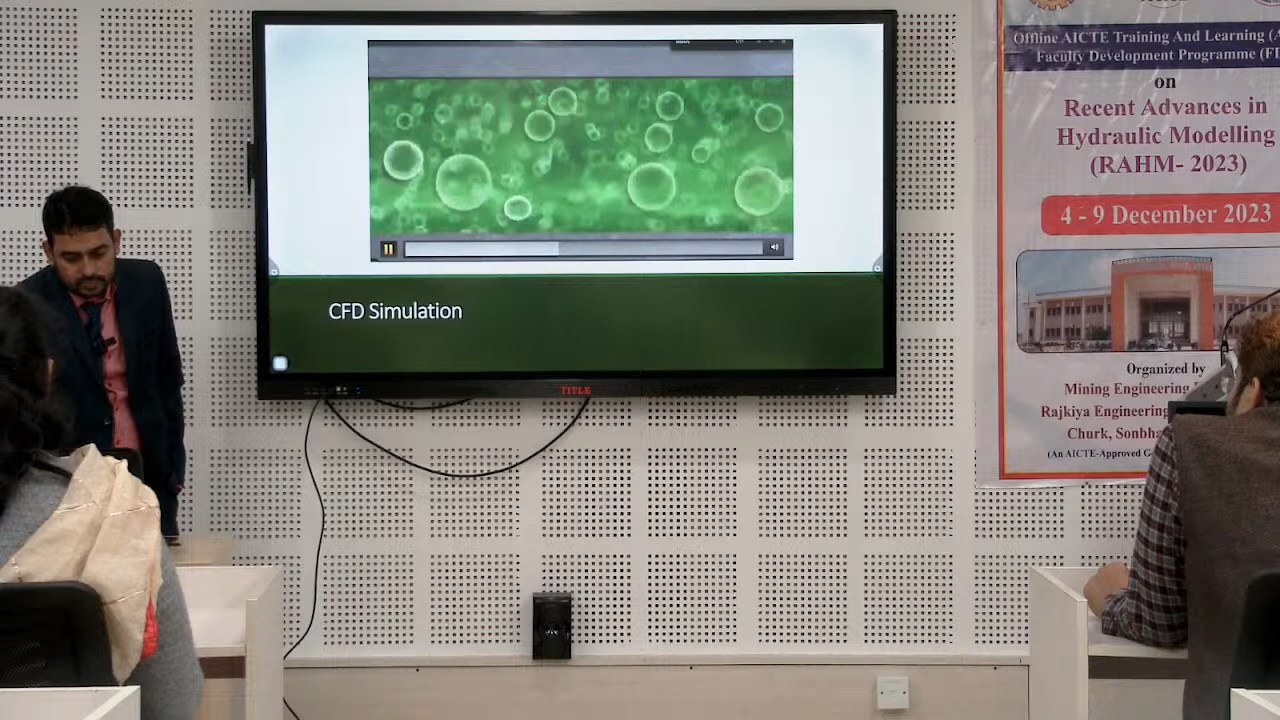 CFD Simulation
TITLE
Offline AICTE Training And Learning
Faculty Development Programme
on
Recent Advances in
Hydraulic Modelling
(RAHM- 2023)
4 - 9 December 2023
Organized by
Mining Engineering
Rajkiya Engineering
Churk,
(An AICTE-Approved